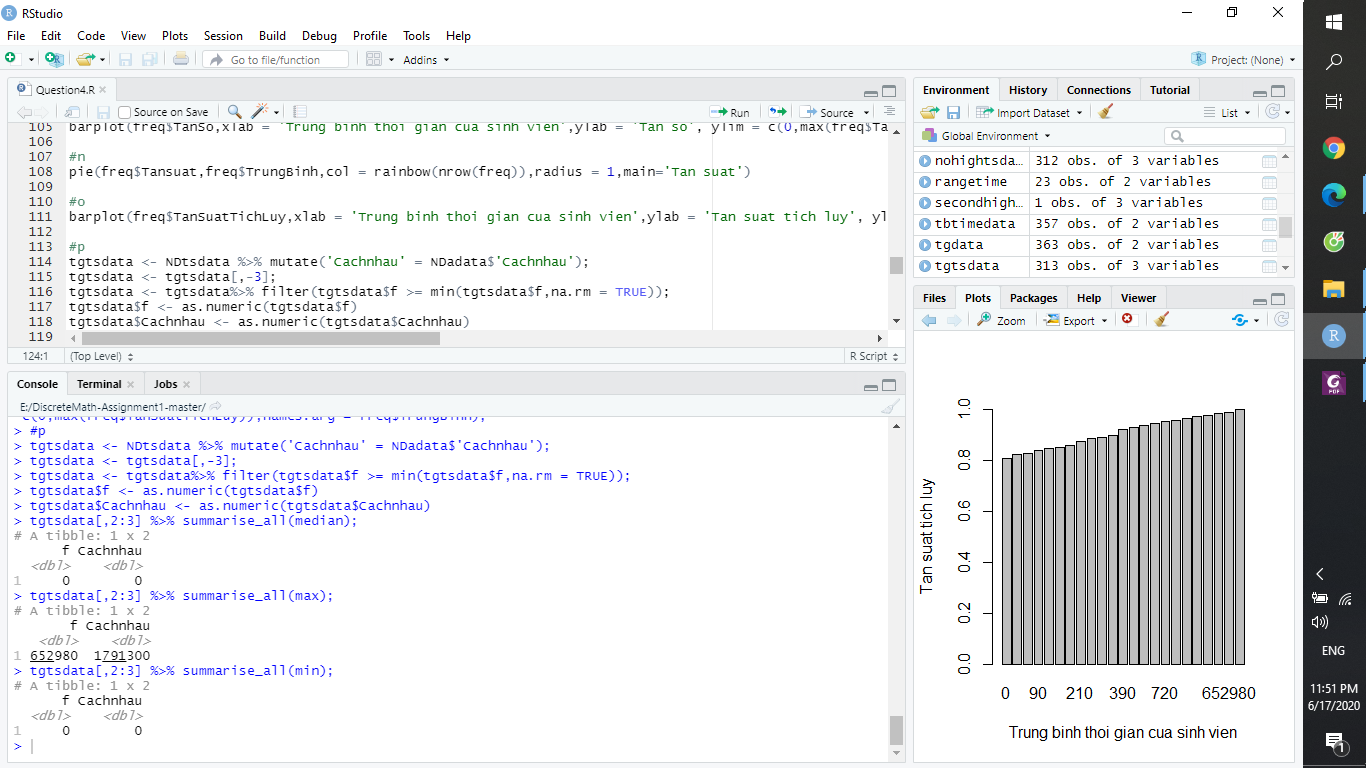 RStudio
File Edit Code View Plots Session Build Debug Profile Tools Help
Go to file/function
Addins
Project: (None)
Question4.R
Source on Save
Run
Source
105 barplot(freq$TanSo,xlab = 'Trung binh thoi gian cua sinh vien',ylab = 'Tan so', ylim = c(0,max(freq$Ta
106
107 #n
108 pie(freq$Tansuat,freq$TrungBinh,col = rainbow(nrow(freq)),radius = 1,main='Tan suat')
109
110 #o
111 barplot(freq$TanSuatTichLuy,xlab = 'Trung binh thoi gian cua sinh vien',ylab = 'Tan suat tich luy', yl
112
113 #p
114 tgtsdata <- NDtsdata %>% mutate('Cachnhau' = NDadata$'Cachnhau');
115 tgtsdata <- tgtsdata[,-3];
116 tgtsdata <- tgtsdata%>% filter(tgtsdata$f >= min(tgtsdata$f,na.rm = TRUE));
117 tgtsdata$f <- as.numeric(tgtsdata$f)
118 tgtsdata$Cachnhau <- as.numeric(tgtsdata$Cachnhau)
119
124:1 (Top Level) R Script
Console Terminal Jobs
E:/DiscreteMath-Assignment1-master/
c(0,max(freq$TanSuatTichLuy)),names.arg = freq$TrungBinh);
> #p
> tgtsdata <- NDtsdata %>% mutate('Cachnhau' = NDadata$'Cachnhau');
> tgtsdata <- tgtsdata[,-3];
> tgtsdata <- tgtsdata%>% filter(tgtsdata$f >= min(tgtsdata$f,na.rm = TRUE));
> tgtsdata$f <- as.numeric(tgtsdata$f)
> tgtsdata$Cachnhau <- as.numeric(tgtsdata$Cachnhau)
> tgtsdata[,2:3] %>% summarise_all(median);
# A tibble: 1 x 2
f Cachnhau
<dbl> <dbl>
1 0 0
> tgtsdata[,2:3] %>% summarise_all(max);
# A tibble: 1 x 2
f Cachnhau
<dbl> <dbl>
1 652980 1791300
> tgtsdata[,2:3] %>% summarise_all(min);
# A tibble: 1 x 2
f Cachnhau
<dbl> <dbl>
1 0 0
>
Environment History Connections Tutorial
Import Dataset
List
Global Environment
nohightsda… 312 obs. of 3 variables
rangetime 23 obs. of 2 variables
secondhigh… 1 obs. of 3 variables
tbtimedata 357 obs. of 2 variables
tgdata 363 obs. of 2 variables
tgtsdata 313 obs. of 3 variables
Files Plots Packages Help Viewer
Zoom Export
Tan suat tich luy
1.0
0.8
0.6
0.4
0.2
0.0
0 90 210 390 720 652980
Trung binh thoi gian cua sinh vien
PDF
ENG
11:51 PM
6/17/2020
1